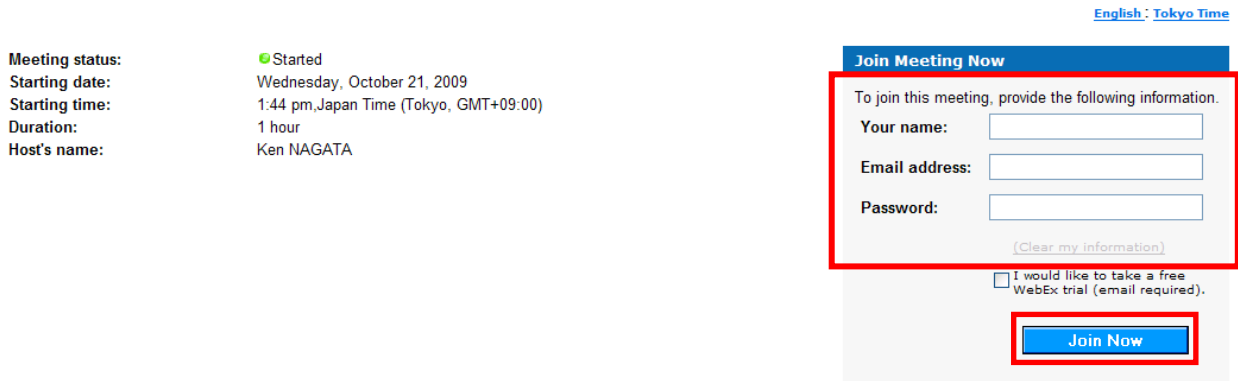 English : Tokyo Time
Meeting status: Started
Starting date: Wednesday, October 21, 2009
Starting time: 1:44 pm,Japan Time (Tokyo, GMT+09:00)
Duration: 1 hour
Host's name: Ken NAGATA
Join Meeting Now
To join this meeting, provide the following information.
Your name:
Email address:
Password:
(Clear my information)
I would like to take a free
WebEx trial (email required).
Join Now